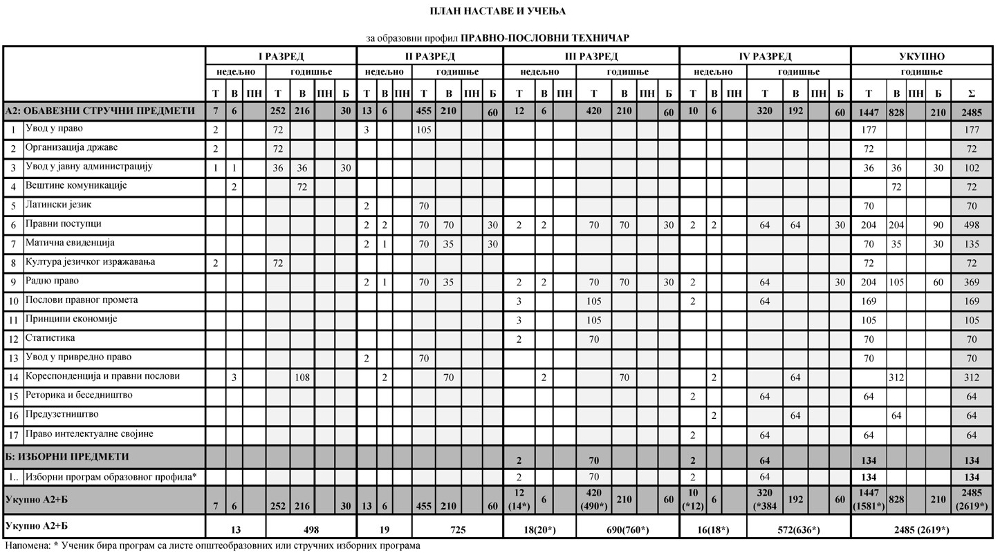 ПЛАН НАСТАВЕ И УЧЕЊА
за образовни профил ПРАВНО-ПОСЛОВНИ ТЕХНИЧАР
I РАЗРЕД II РАЗРЕД III РАЗРЕД IV РАЗРЕД УКУПНО
недељно годишње недељно годишње недељно годишње недељно годишње годишње
Т В ПН Т В ПН Б Т В ПН Т В ПН Б Т В ПН Т В ПН Б Т В ПН Т В ПН Б Т В ПН Б Σ
А2: ОБАВЕЗНИ СТРУЧНИ ПРЕДМЕТИ 7 6 252 216 30 13 6 455 210 60 12 6 420 210 60 10 6 320 192 60 1447 828 210 2485
1 Увод у право 2 72 3 105 177 177
2 Организација државе 2 72 72 72
3 Увод у јавну администрацију 1 1 36 36 30 36 36 30 102
4 Вештине комуникације 2 72 72 72
5 Латински језик 2 70 70 70
6 Правни поступци 2 2 70 70 30 2 2 70 70 30 2 2 64 64 30 204 204 90 498
7 Матична евиденција 2 1 70 35 30 70 35 30 135
8 Култура језичког изражавања 2 72 72 72
9 Радно право 2 1 70 35 2 2 70 70 30 2 64 30 204 105 60 369
10 Послови правног промета 3 105 2 64 169 169
11 Принципи економије 3 105 105 105
12 Статистика 2 70 70 70
13 Увод у привредно право 2 70 70 70
14 Кореспонденција и правни послови 3 108 2 70 2 70 2 64 312 312
15 Реторика и беседништво 2 64 64 64
16 Предузетништво 2 64 64 64
17 Право интелектуалне својине 2 64 64 64
Б: ИЗБОРНИ ПРЕДМЕТИ 2 70 2 64 134 134
1.. Изборни програм образовног профила* 2 70 2 64 134 134
Укупно А2+Б 7 6 252 216 30 13 6 455 210 60 12 (14*) 6 420 (490*) 210 60 10 (*12) 6 320 (*384 192 60 1447 (1581*) 828 210 2485 (2619*)
Укупно А2+Б 13 498 19 725 18(20*) 690(760*) 16(18*) 572(636*) 2485 (2619*)
Напомена: * Ученик бира програм са листе општеобразовних или стручних изборних програма